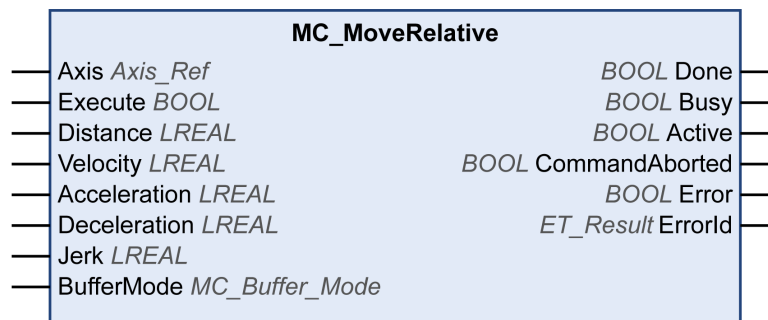 MC_MoveRelative
Axis Axis_Ref BOOL Done
Execute BOOL BOOL Busy
Distance LREAL BOOL Active
Velocity LREAL BOOL CommandAborted
Acceleration LREAL BOOL Error
Deceleration LREAL ET_Result ErrorId
Jerk LREAL
BufferMode MC_Buffer_Mode